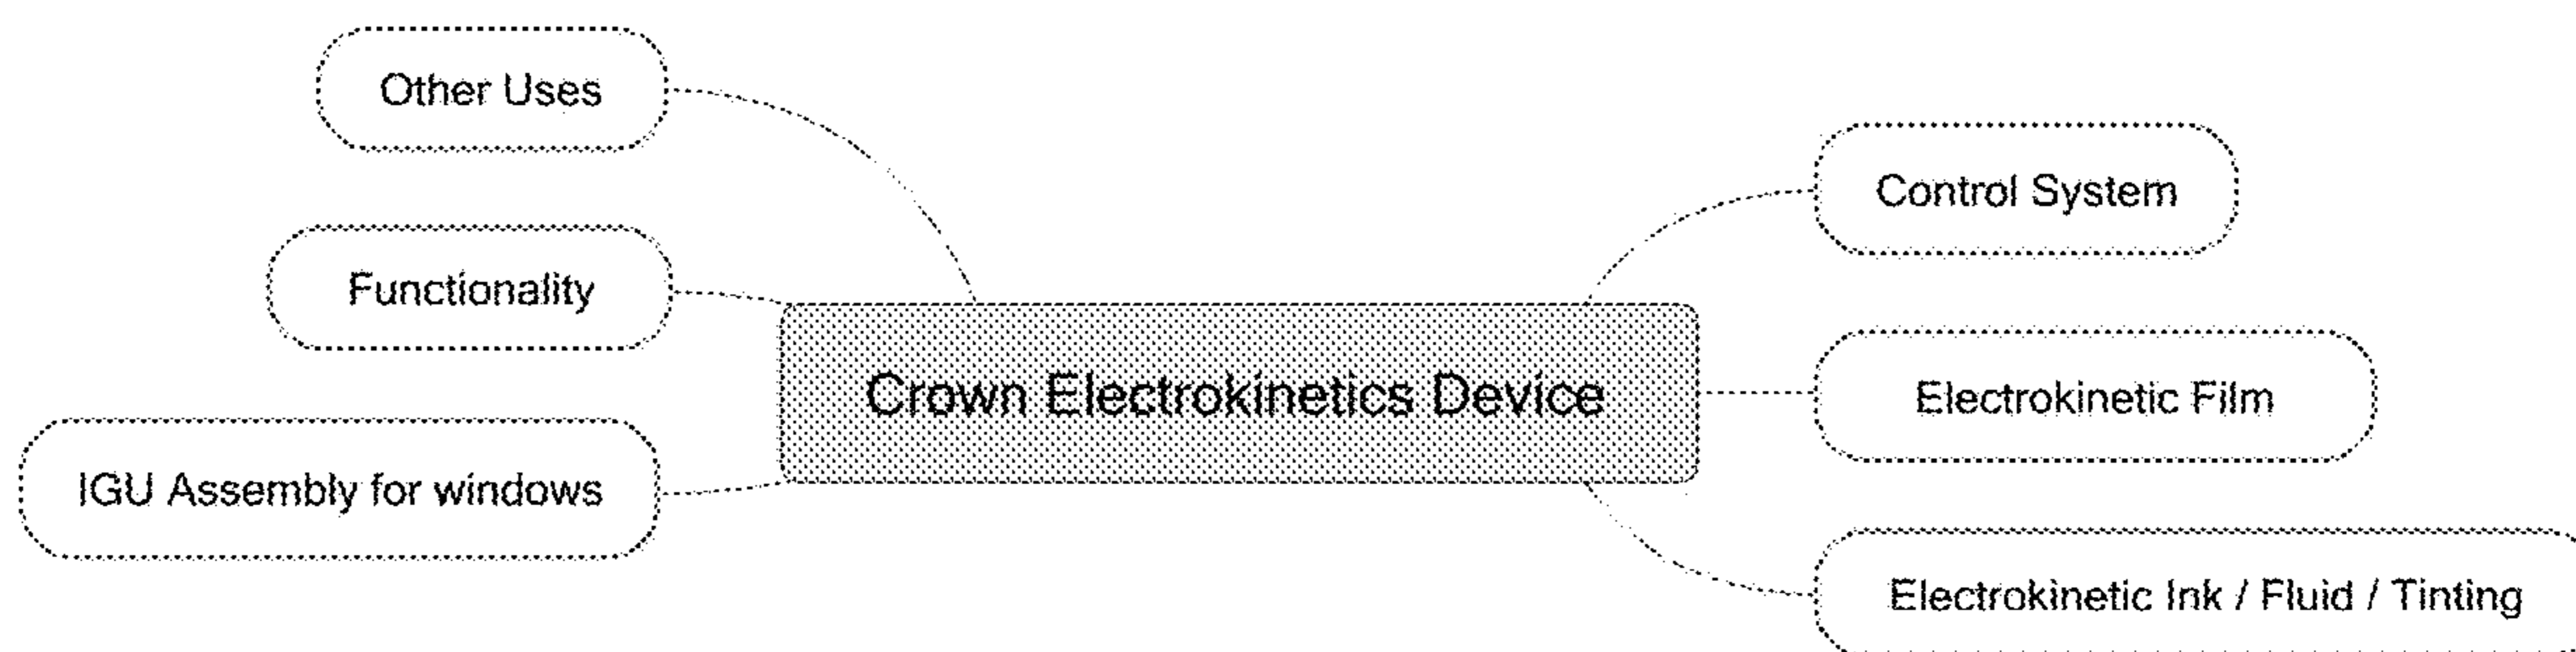 Other Uses
Control System
Functionality
Crown Electrokinetics Device
Electrokinetic Film
IGU Assembly for windows
Electrokinetic Ink / Fluid / Tinting